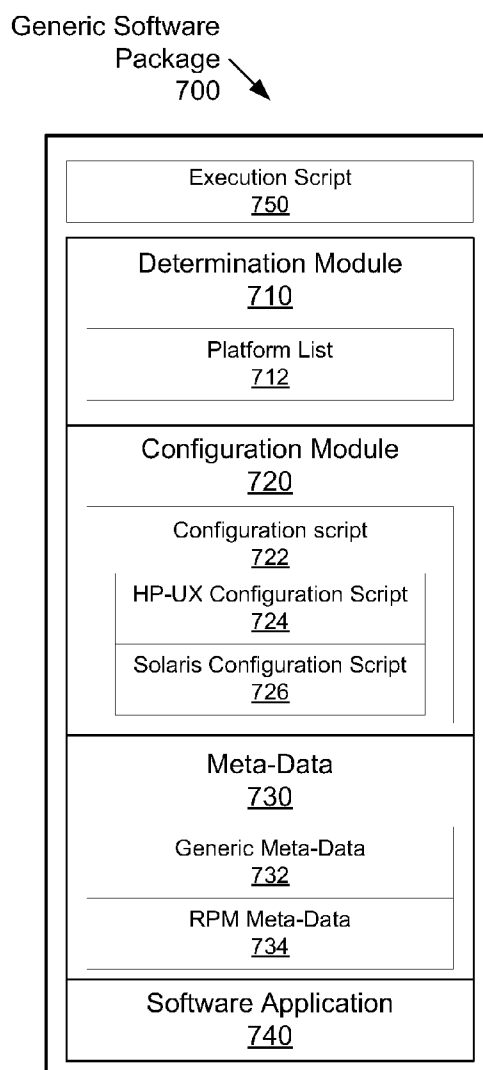 Generic Software
Package
700
Execution Script
750
Determination Module
710
Platform List
712
Configuration Module
720
Configuration script
722
HP-UX Configuration Script
724
Solaris Configuration Script
726
Meta-Data
730
Generic Meta-Data
732
RPM Meta-Data
734
Software Application
740